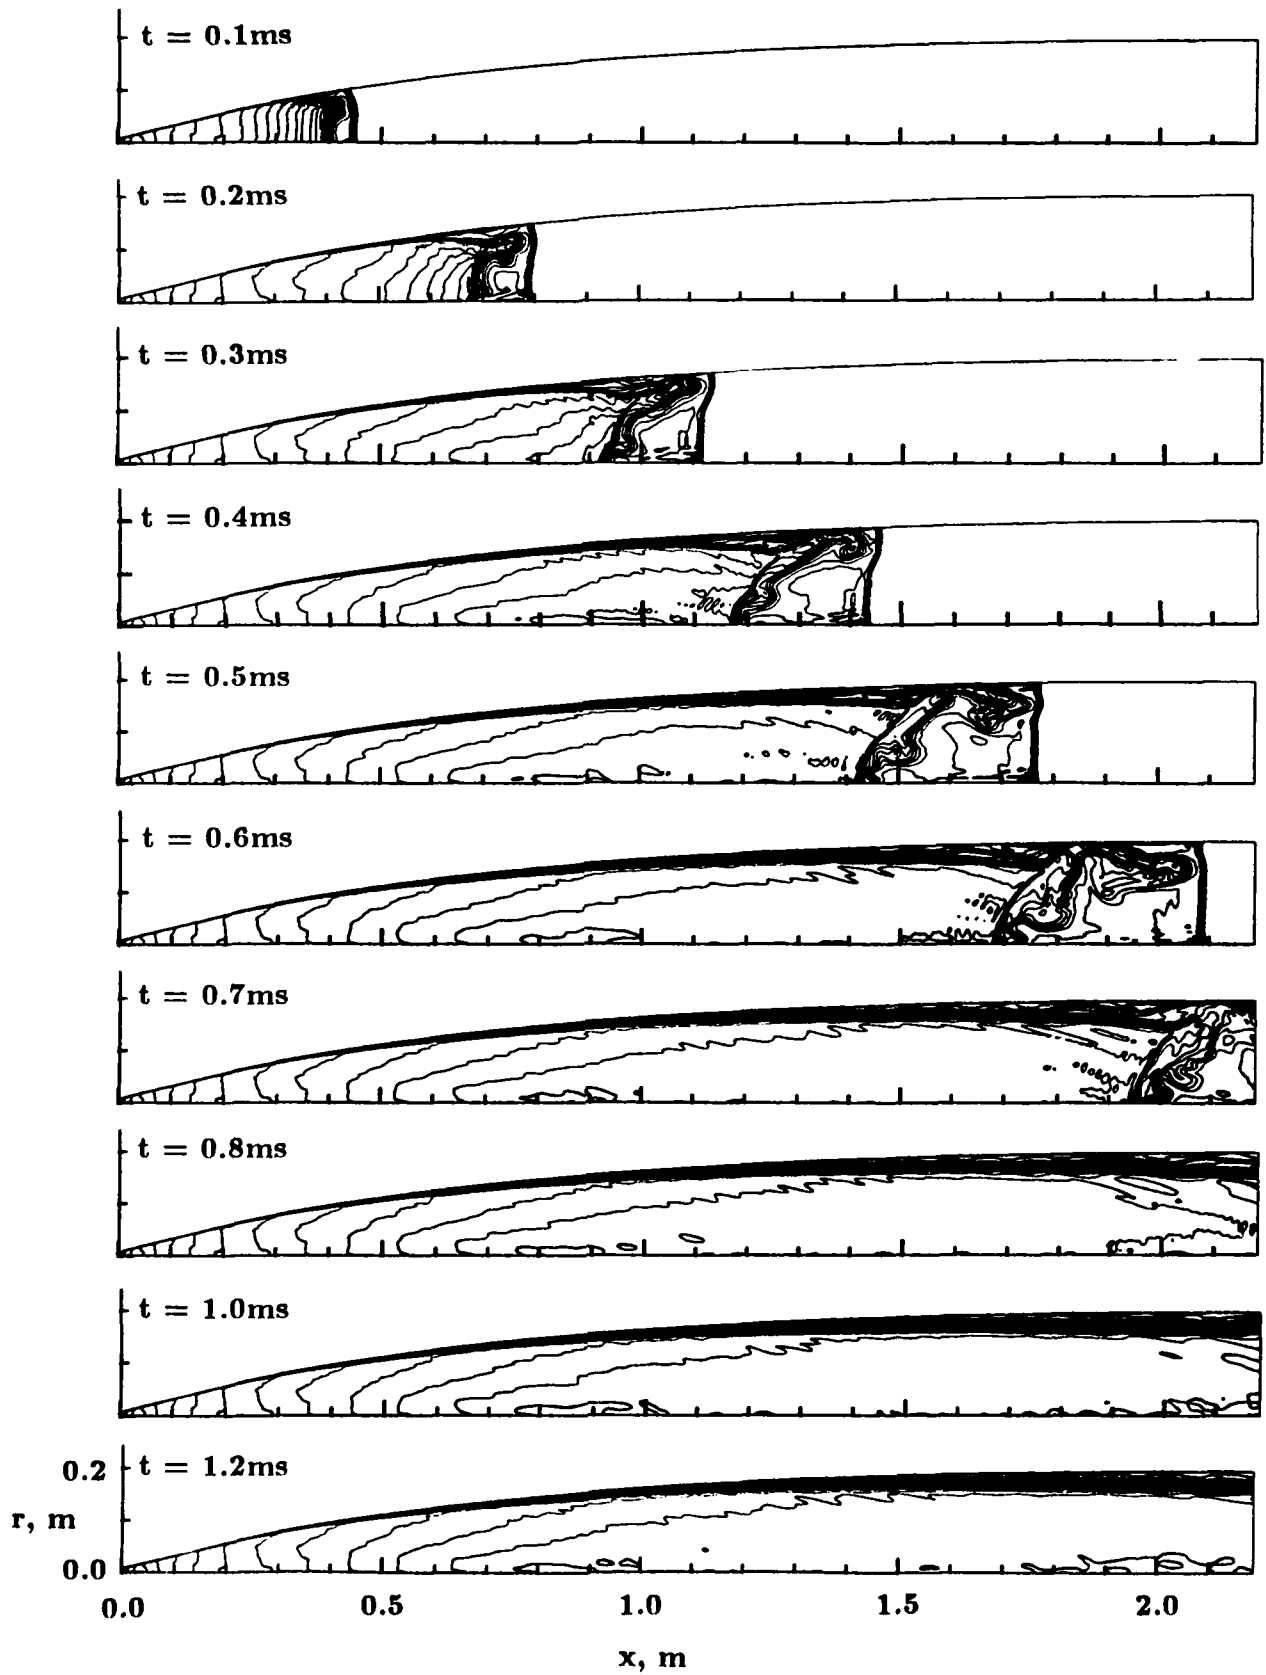 t = 0.1ms
t = 0.2ms
t = 0.3ms
t = 0.4ms
t = 0.5ms
t = 0.6ms
t = 0.7ms
t = 0.8ms
t = 1.0ms
t = 1.2ms
0.2
r, m
0.0
0.0 0.5 1.0 1.5 2.0
x, m